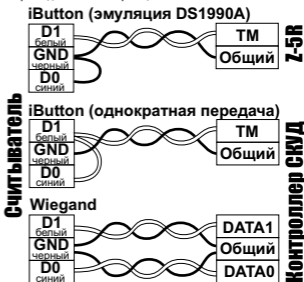 iButton (эмуляция DS1990A)
D1
белый
GND
черный
D0
синий
TM
Общий
Z-5R
iButton (однократная передача)
D1
белый
GND
черный
D0
синий
TM
Общий
Считыватель
Контроллер СКУД
Wiegand
D1
белый
GND
черный
D0
синий
DATA1
Общий
DATA0